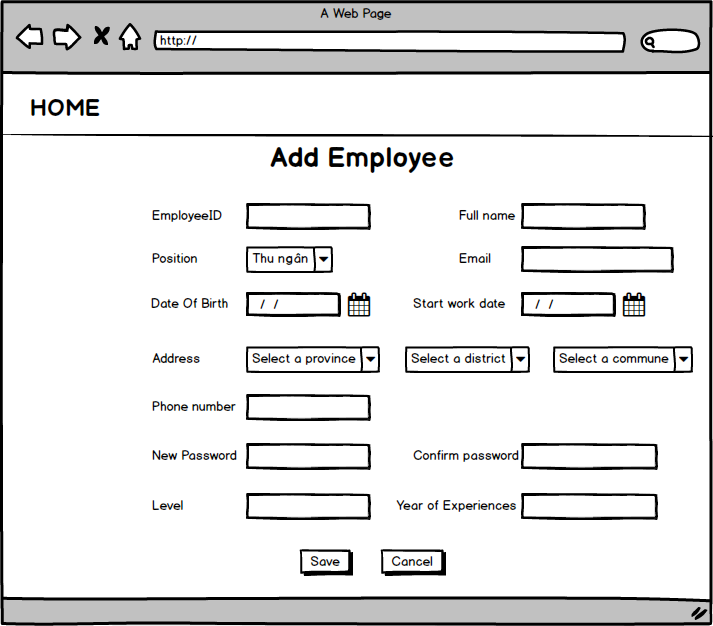 A Web Page
http://
HOME
Add Employee
EmployeeID
Full name
Position
Thu ngân
Email
Date Of Birth
/ /
Start work date
/ /
Address
Select a province
Select a district
Select a commune
Phone number
New Password
Confirm password
Level
Year of Experiences
Save
Cancel